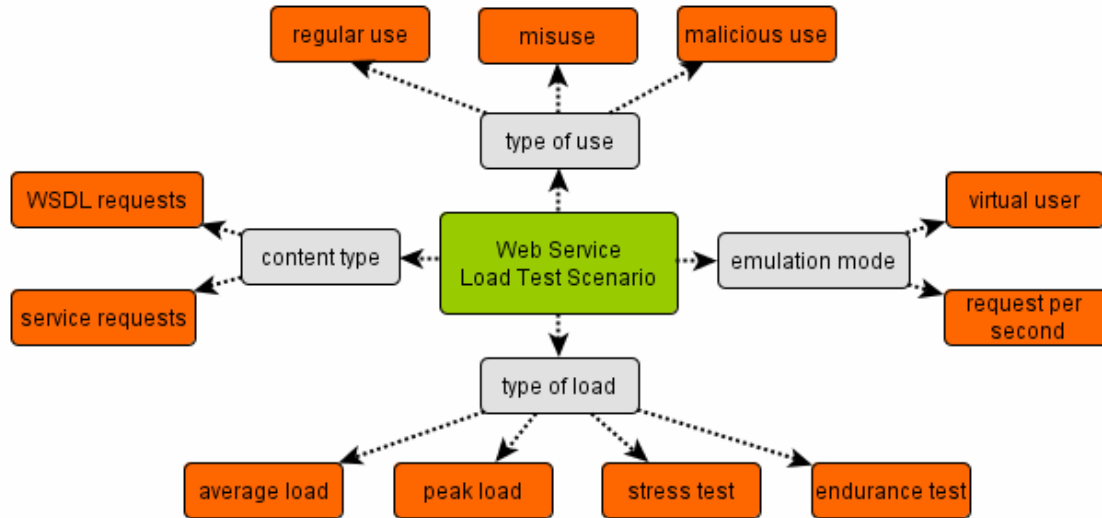 regular use
misuse
malicious use
type of use
WSDL requests
virtual user
content type
Web Service
Load Test Scenario
emulation mode
service requests
request per
second
type of load
average load
peak load
stress test
endurance test